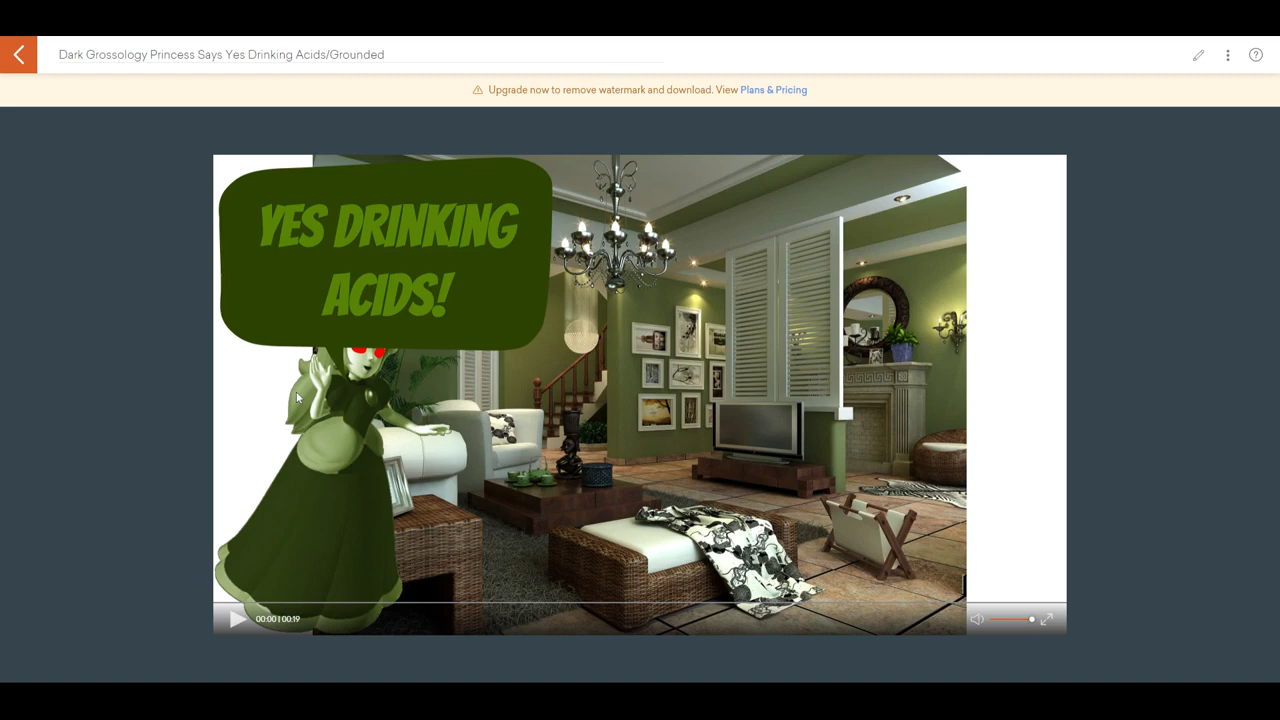 Dark Grossology Princess Says Yes Drinking Acids/Grounded
Upgrade now to remove watermark and download. View Plans & Pricing
YES DRINKING
ACIDS!
00:00 | 00:19